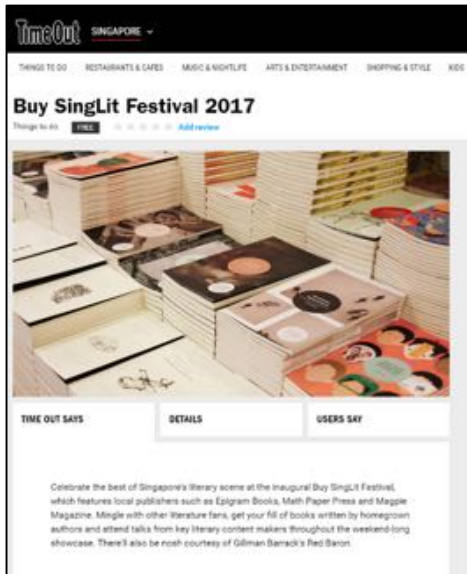 TimeOut SINGAPORE
THINGS TO DO RESTAURANTS & CAFES MUSIC & NIGHTLIFE ARTS & ENTERTAINMENT SHOPPING & STYLE KIDS
Buy SingLit Festival 2017
Things to do FREE Add review
TIME OUT SAYS DETAILS USERS SAY
Celebrate the best of Singapore's literary scene at the inaugural Buy SingLit Festival,
which features local publishers such as Epigram Books, Math Paper Press and Magpie
Magazine. Mingle with other literature fans, get your fill of books written by homegrown
authors and attend talks from key literary content makers throughout the weekend-long
showcase. There'll also be nosh courtesy of Gillman Barrack's Red Baron.